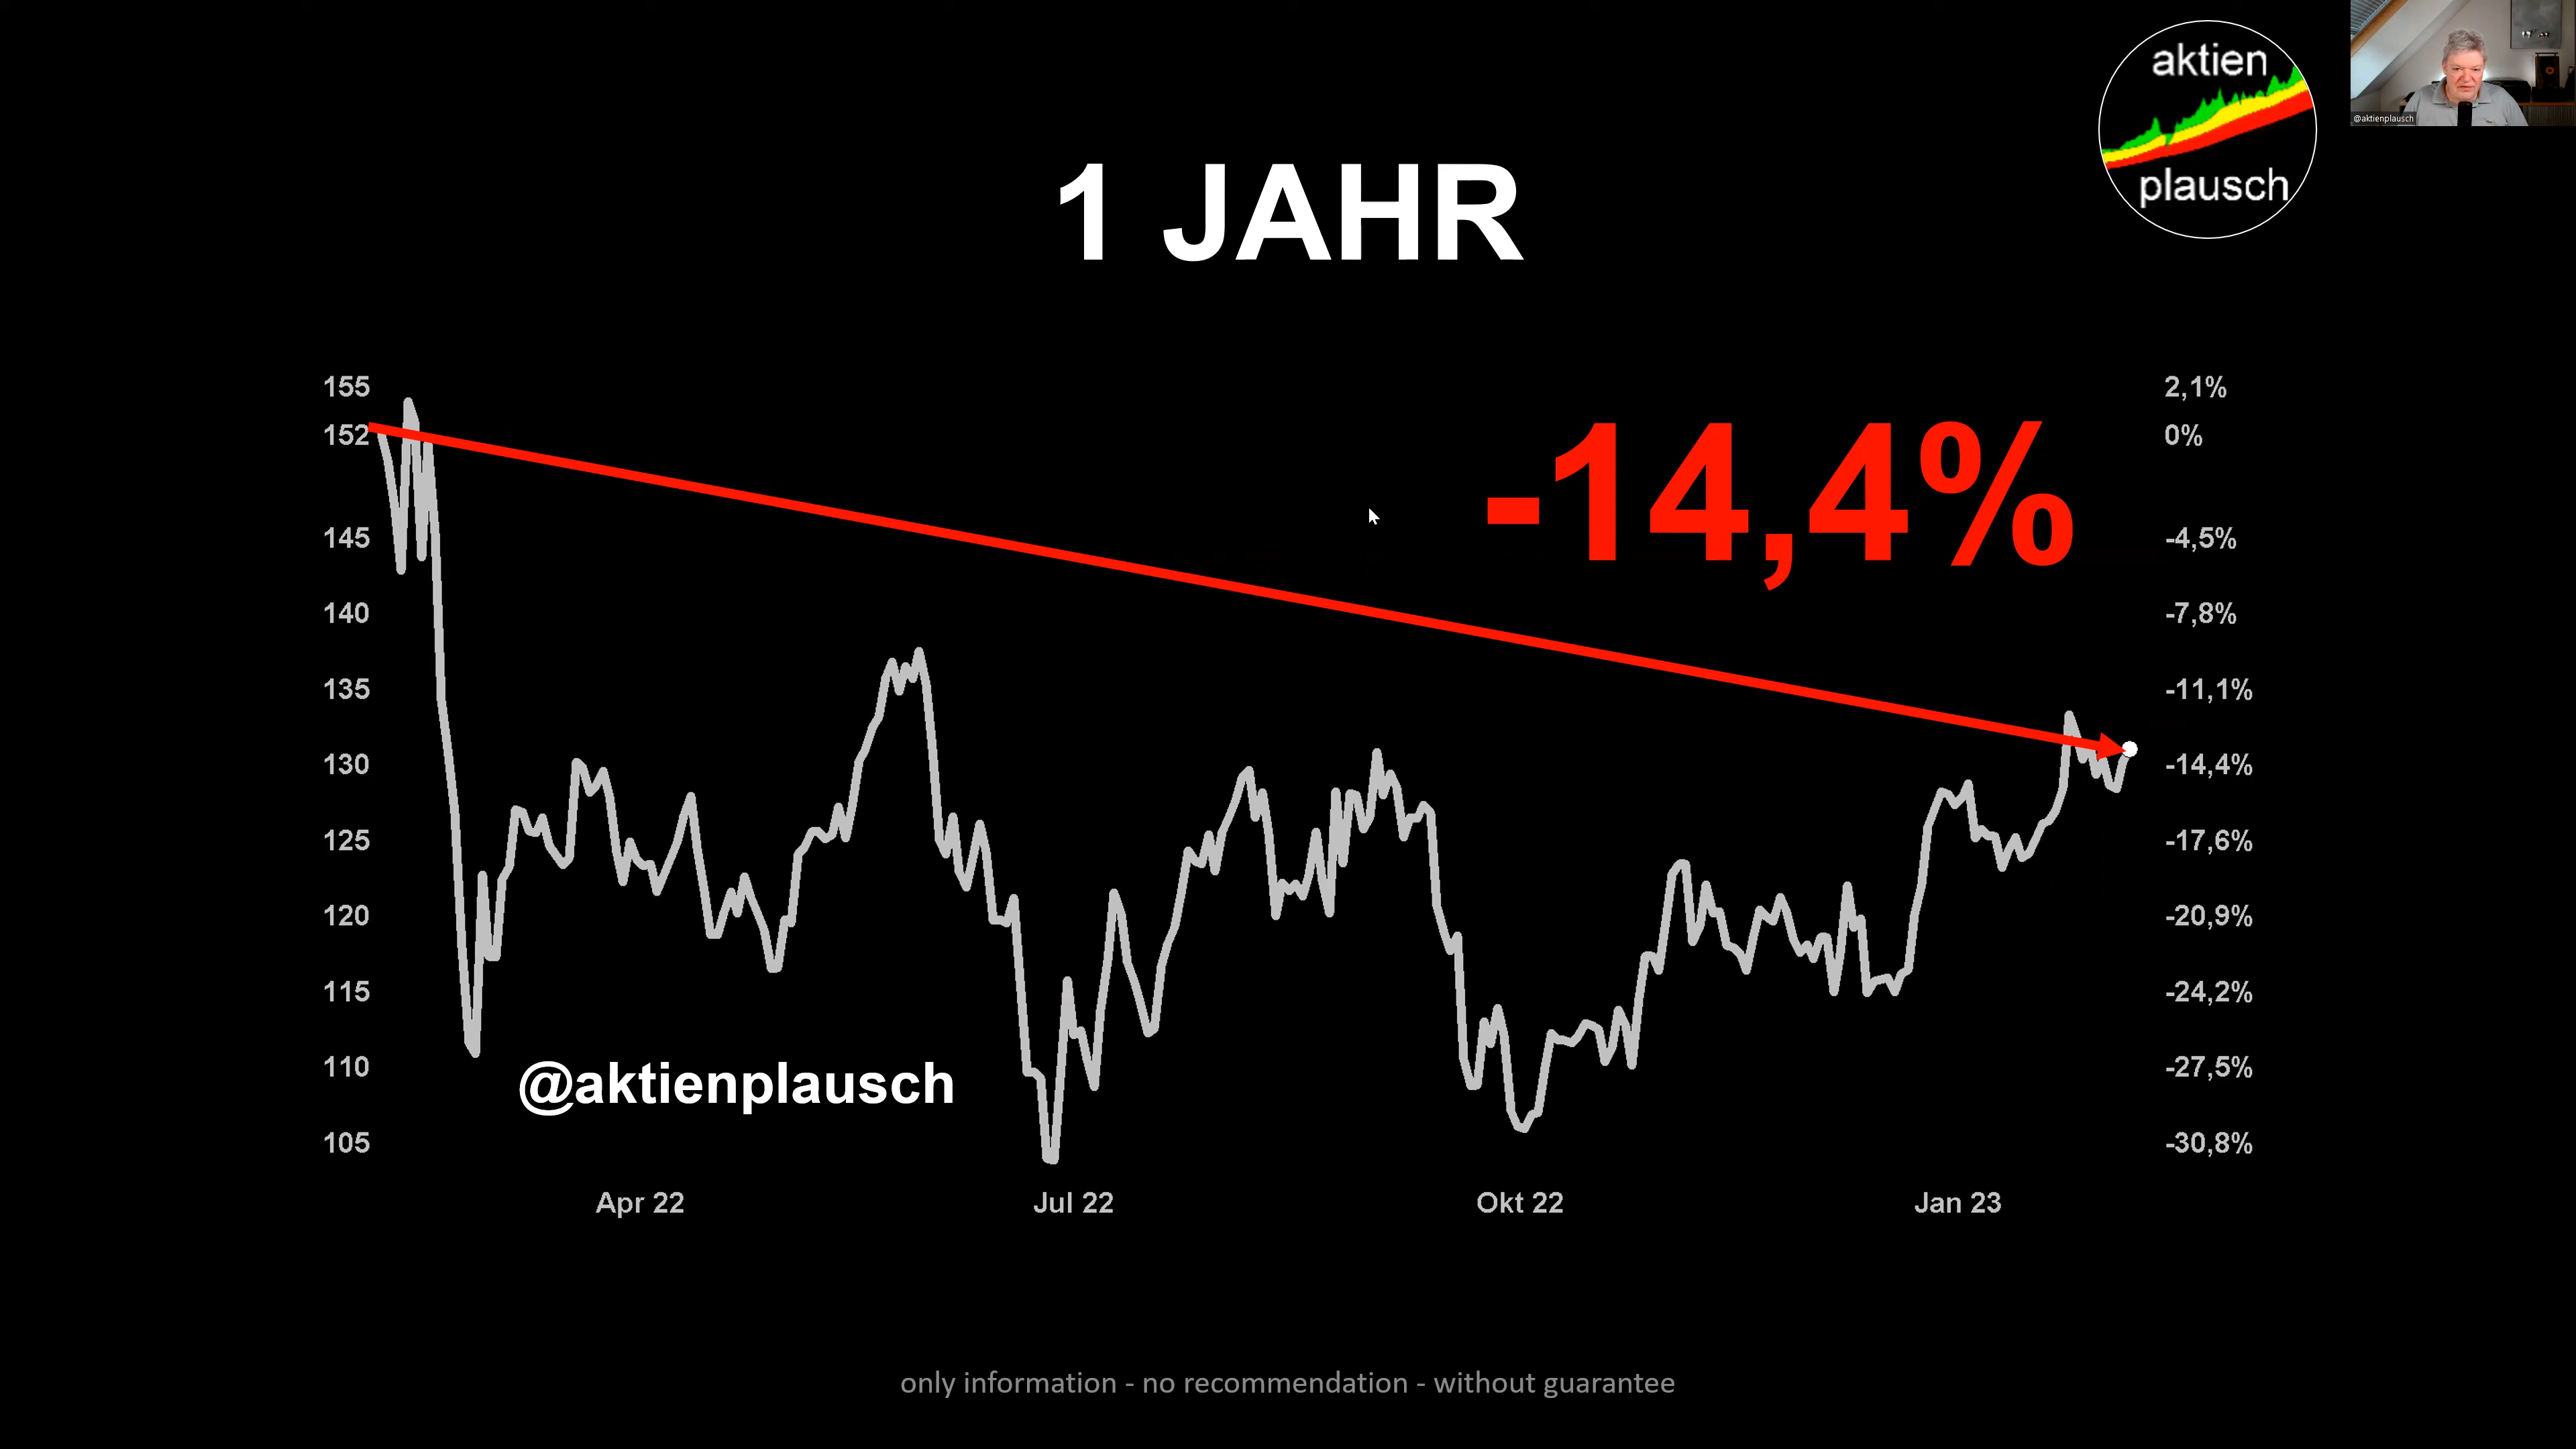 aktien
plausch
@aktienplausch
1 JAHR
155
2,1%
152
0%
-14,4%
145
-4,5%
140
-7,8%
135
-11,1%
130
-14,4%
125
-17,6%
120
-20,9%
115
-24,2%
110
-27,5%
@aktienplausch
105
-30,8%
Apr 22
Jul 22
Okt 22
Jan 23
only information - no recommendation - without guarantee